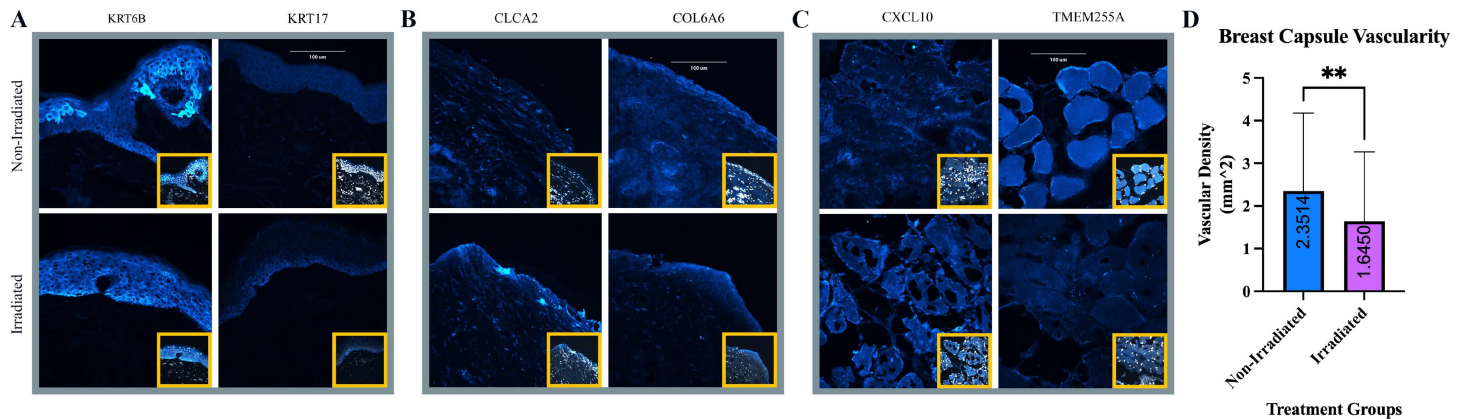 A
KRT6B
KRT17
B
CLCA2
COL6A6
C
CXCL10
TMEM255A
D
Non-Irradiated
Irradiated
100 um
100 um
100 um
Breast Capsule Vascularity
**
Vascular Density
(mm^2)
5
4
3
2
1
0
2.3514
1.6450
Non-Irradiated
Irradiated
Treatment Groups